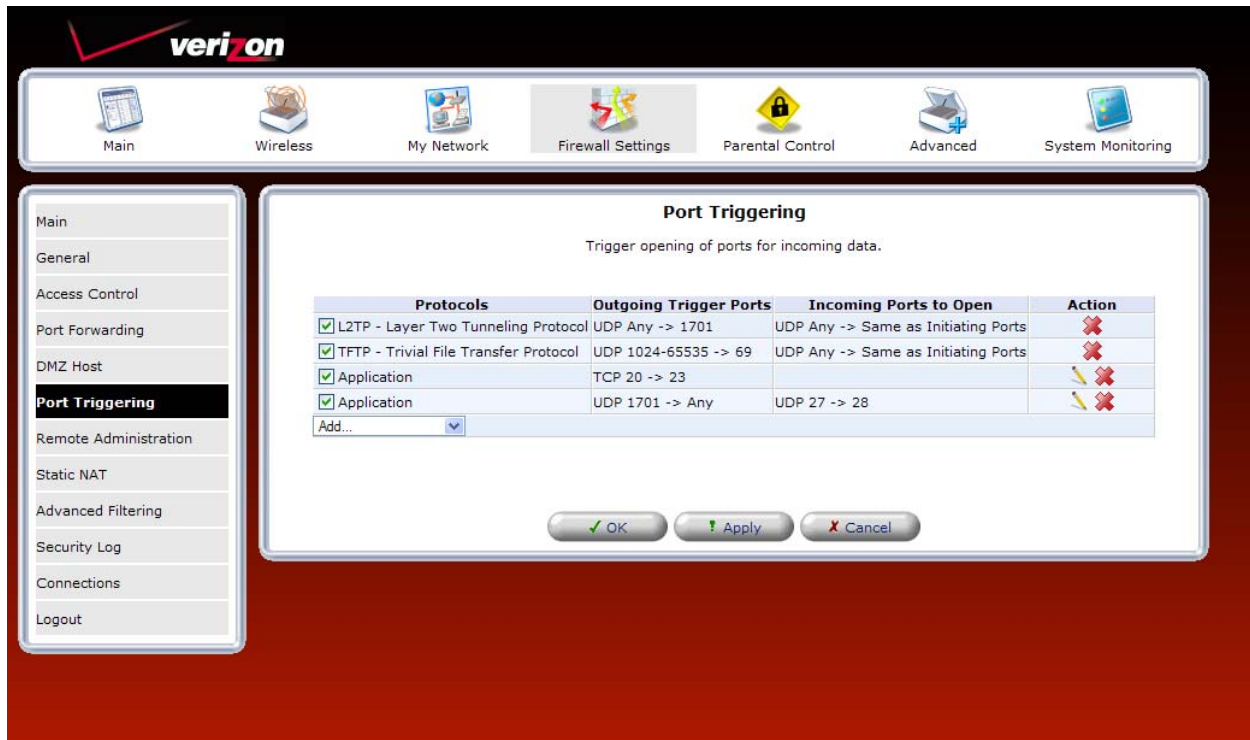 verizon
Main Wireless My Network Firewall Settings Parental Control Advanced System Monitoring
Main
General
Access Control
Port Forwarding
DMZ Host
Port Triggering
Remote Administration
Static NAT
Advanced Filtering
Security Log
Connections
Logout
Port Triggering
Trigger opening of ports for incoming data.
Protocols Outgoing Trigger Ports Incoming Ports to Open Action
L2TP - Layer Two Tunneling Protocol UDP Any -> 1701 UDP Any -> Same as Initiating Ports
TFTP - Trivial File Transfer Protocol UDP 1024-65535 -> 69 UDP Any -> Same as Initiating Ports
Application TCP 20 -> 23
Application UDP 1701 -> Any UDP 27 -> 28
Add...
OK Apply Cancel